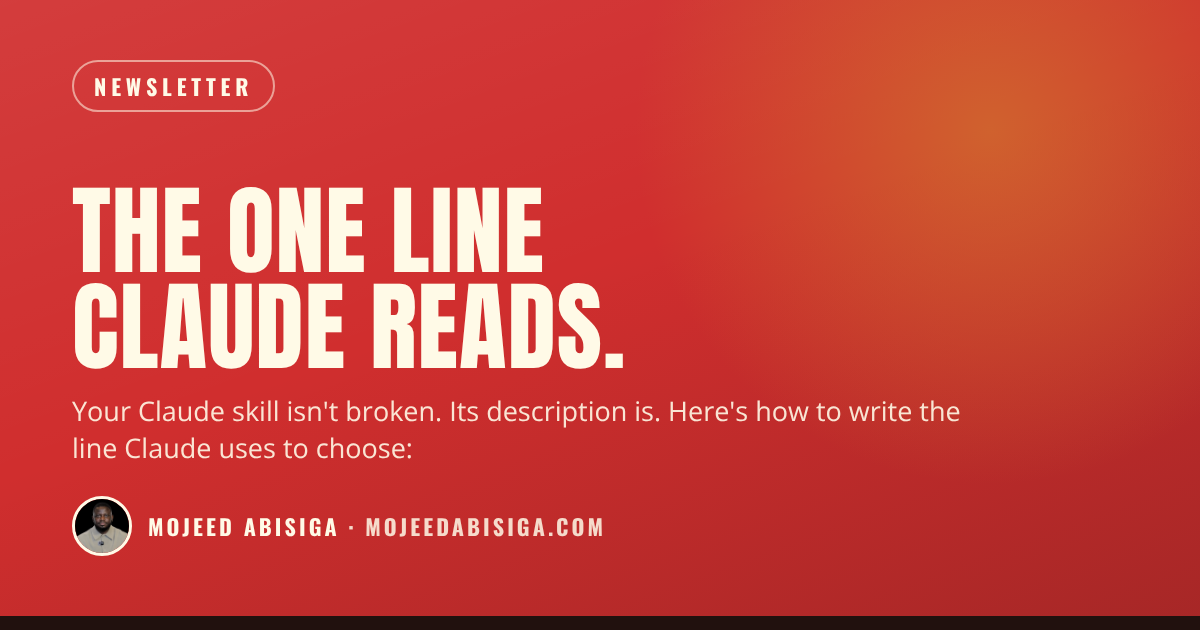 NEWSLETTER
THE ONE LINE
CLAUDE READS.
Your Claude skill isn't broken. Its description is. Here's how to write the
line Claude uses to choose:
MOJEED ABISIGA · MOJEEDABISIGA.COM